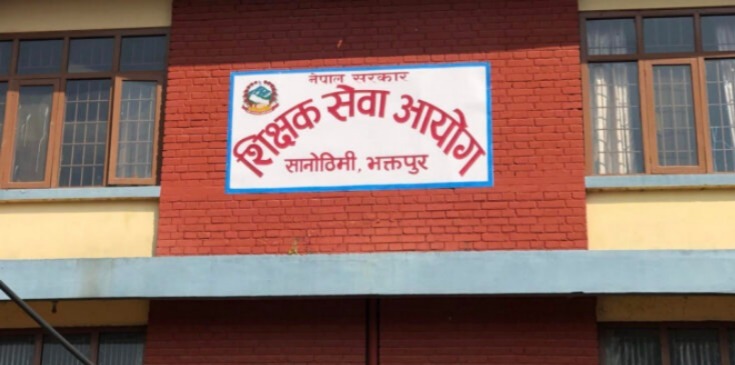 नेपाल सरकार
शिक्षक सेवा आयोग
सानोठिमी, भक्तपुर